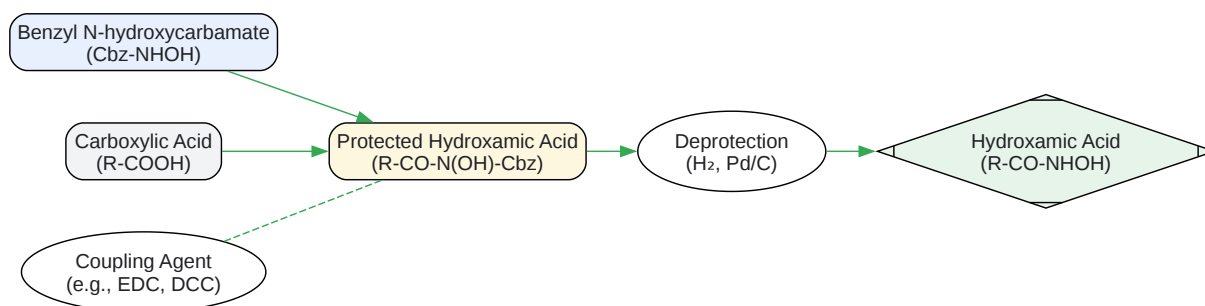 Benzyl N-hydroxycarbamate
(Cbz-NHOH)
Carboxylic Acid
(R-COOH)
Protected Hydroxamic Acid
(R-CO-N(OH)-Cbz)
Deprotection
(H₂, Pd/C)
Hydroxamic Acid
(R-CO-NHOH)
Coupling Agent
(e.g., EDC, DCC)